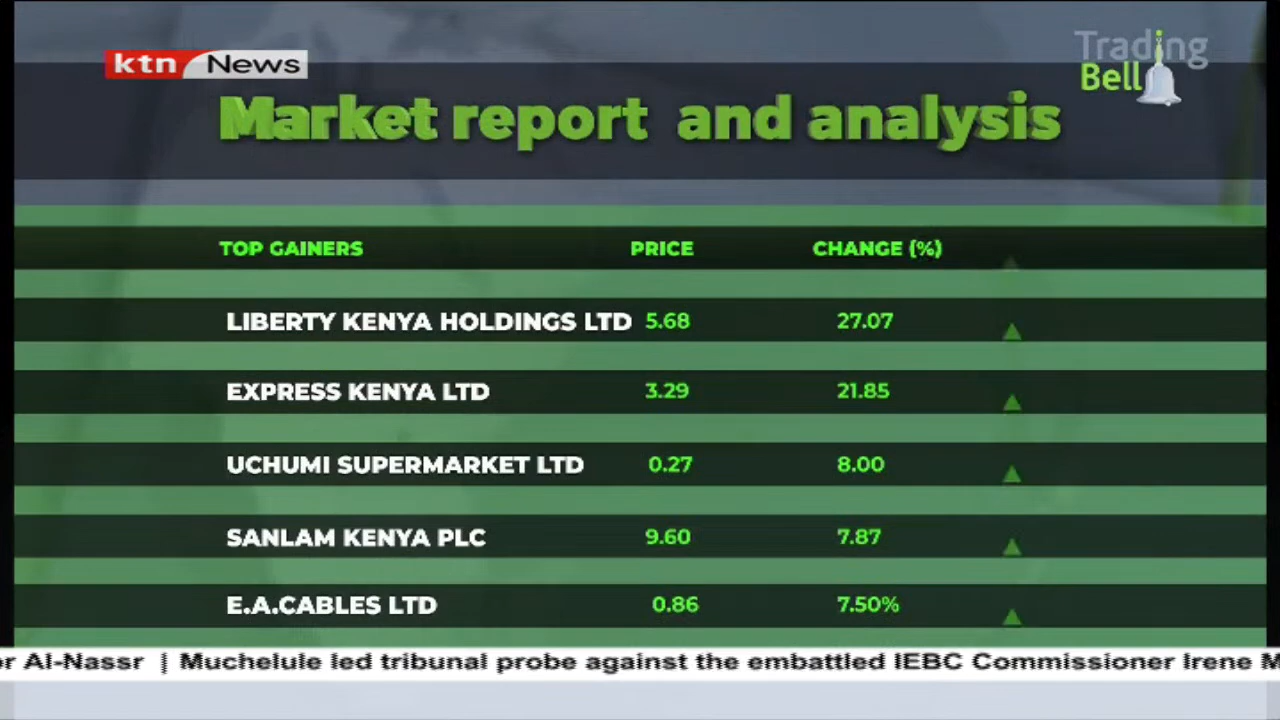 ktn News
Trading
Bell
Market report and analysis
TOP GAINERS PRICE CHANGE (%)
LIBERTY KENYA HOLDINGS LTD 5.68 27.07
EXPRESS KENYA LTD 3.29 21.85
UCHUMI SUPERMARKET LTD 0.27 8.00
SANLAM KENYA PLC 9.60 7.87
E.A.CABLES LTD 0.86 7.50%
Al-Nassr | Muchelule led tribunal probe against the embattled IEBC Commissioner Irene